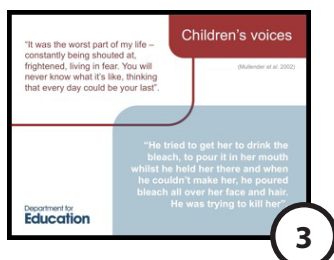 Children's voices
"It was the worst part of my life –
constantly being shouted at,
frightened, living in fear. You will
never know what it's like, thinking
that every day could be your last".
(Mullender et al. 2002)
"He tried to get her to drink the
bleach, to pour it in her mouth
whilst he held her there and when
he couldn't make her, he poured
bleach all over her face and hair.
He was trying to kill her"
Department for
Education
3